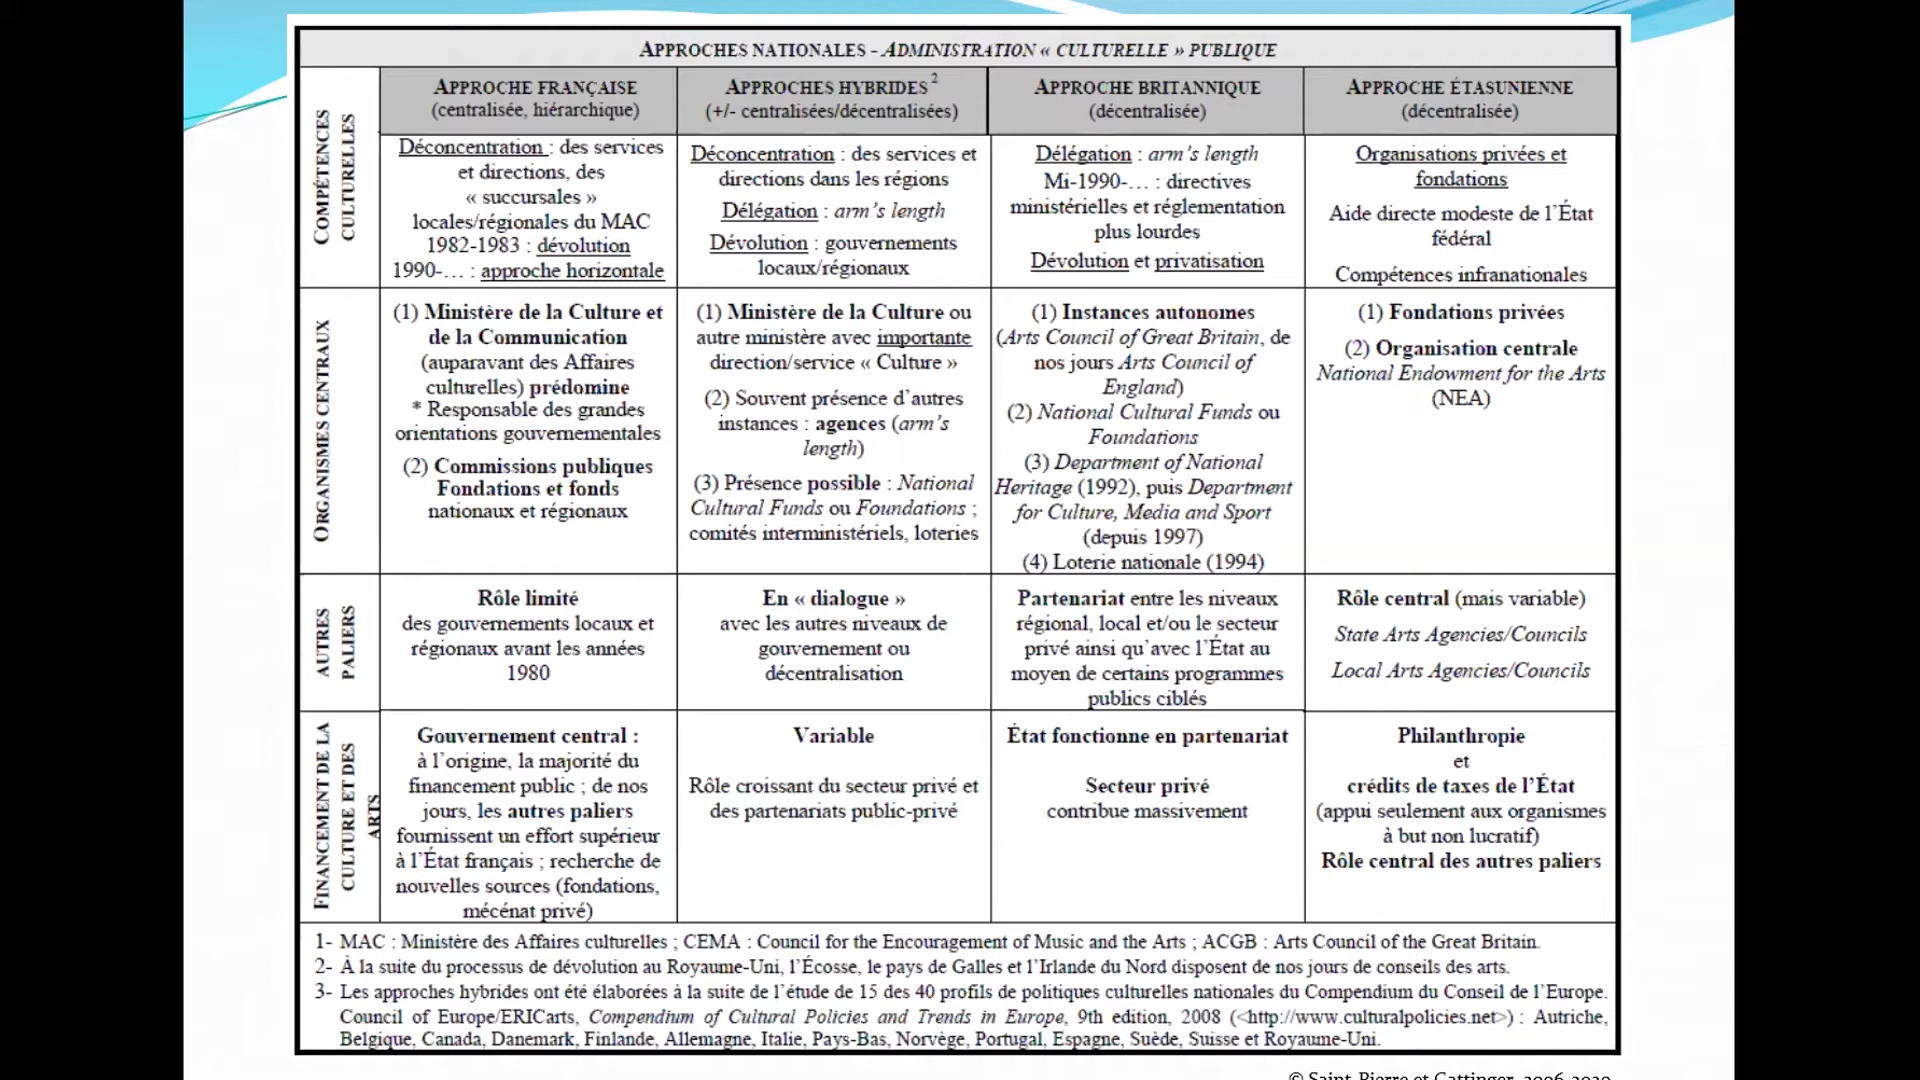 APPROCHES NATIONALES - ADMINISTRATION « CULTURELLE » PUBLIQUE
COMPÉTENCES
CULTURELLES
APPROCHE FRANÇAISE
(centralisée, hiérarchique)
APPROCHES HYBRIDES 2
(+/- centralisées/décentralisées)
APPROCHE BRITANNIQUE
(décentralisée)
APPROCHE ÉTASUNIENNE
(décentralisée)
Déconcentration : des services
et directions, des
« succursales »
locales/régionales du MAC
1982-1983 : dévolution
1990-… : approche horizontale
Déconcentration : des services et
directions dans les régions
Délégation : arm's length
Dévolution : gouvernements
locaux/régionaux
Délégation : arm's length
Mi-1990-… : directives
ministérielles et réglementation
plus lourdes
Dévolution et privatisation
Organisations privées et
fondations
Aide directe modeste de l'État
fédéral
Compétences infranationales
ORGANISMES CENTRAUX
(1) Ministère de la Culture et
de la Communication
(auparavant des Affaires
culturelles) prédomine
* Responsable des grandes
orientations gouvernementales
(2) Commissions publiques
Fondations et fonds
nationaux et régionaux
(1) Ministère de la Culture ou
autre ministère avec importante
direction/service « Culture »
(2) Souvent présence d'autres
instances : agences (arm's
length)
(3) Présence possible : National
Cultural Funds ou Foundations ;
comités interministériels, loteries
(1) Instances autonomes
(Arts Council of Great Britain, de
nos jours Arts Council of
England)
(2) National Cultural Funds ou
Foundations
(3) Department of National
Heritage (1992), puis Department
for Culture, Media and Sport
(depuis 1997)
(4) Loterie nationale (1994)
(1) Fondations privées
(2) Organisation centrale
National Endowment for the Arts
(NEA)
AUTRES
PALIERS
Rôle limité
des gouvernements locaux et
régionaux avant les années
1980
En « dialogue »
avec les autres niveaux de
gouvernement ou
décentralisation
Partenariat entre les niveaux
régional, local et/ou le secteur
privé ainsi qu'avec l'État au
moyen de certains programmes
publics ciblés
Rôle central (mais variable)
State Arts Agencies/Councils
Local Arts Agencies/Councils
FINANCEMENT DE LA
CULTURE ET DES
ARTS
Gouvernement central :
à l'origine, la majorité du
financement public ; de nos
jours, les autres paliers
fournissent un effort supérieur
à l'État français ; recherche de
nouvelles sources (fondations,
mécénat privé)
Variable
Rôle croissant du secteur privé et
des partenariats public-privé
État fonctionne en partenariat
Secteur privé
contribue massivement
Philanthropie
et
crédits de taxes de l'État
(appui seulement aux organismes
à but non lucratif)
Rôle central des autres paliers
1- MAC : Ministère des Affaires culturelles ; CEMA : Council for the Encouragement of Music and the Arts ; ACGB : Arts Council of the Great Britain.
2- À la suite du processus de dévolution au Royaume-Uni, l'Écosse, le pays de Galles et l'Irlande du Nord disposent de nos jours de conseils des arts.
3- Les approches hybrides ont été élaborées à la suite de l'étude de 15 des 40 profils de politiques culturelles nationales du Compendium du Conseil de l'Europe.
Council of Europe/ERICarts, Compendium of Cultural Policies and Trends in Europe, 9th edition, 2008 (<http://www.culturalpolicies.net>) : Autriche,
Belgique, Canada, Danemark, Finlande, Allemagne, Italie, Pays-Bas, Norvège, Portugal, Espagne, Suède, Suisse et Royaume-Uni.
© Saint-Pierre et Gattinger, 2006-2020